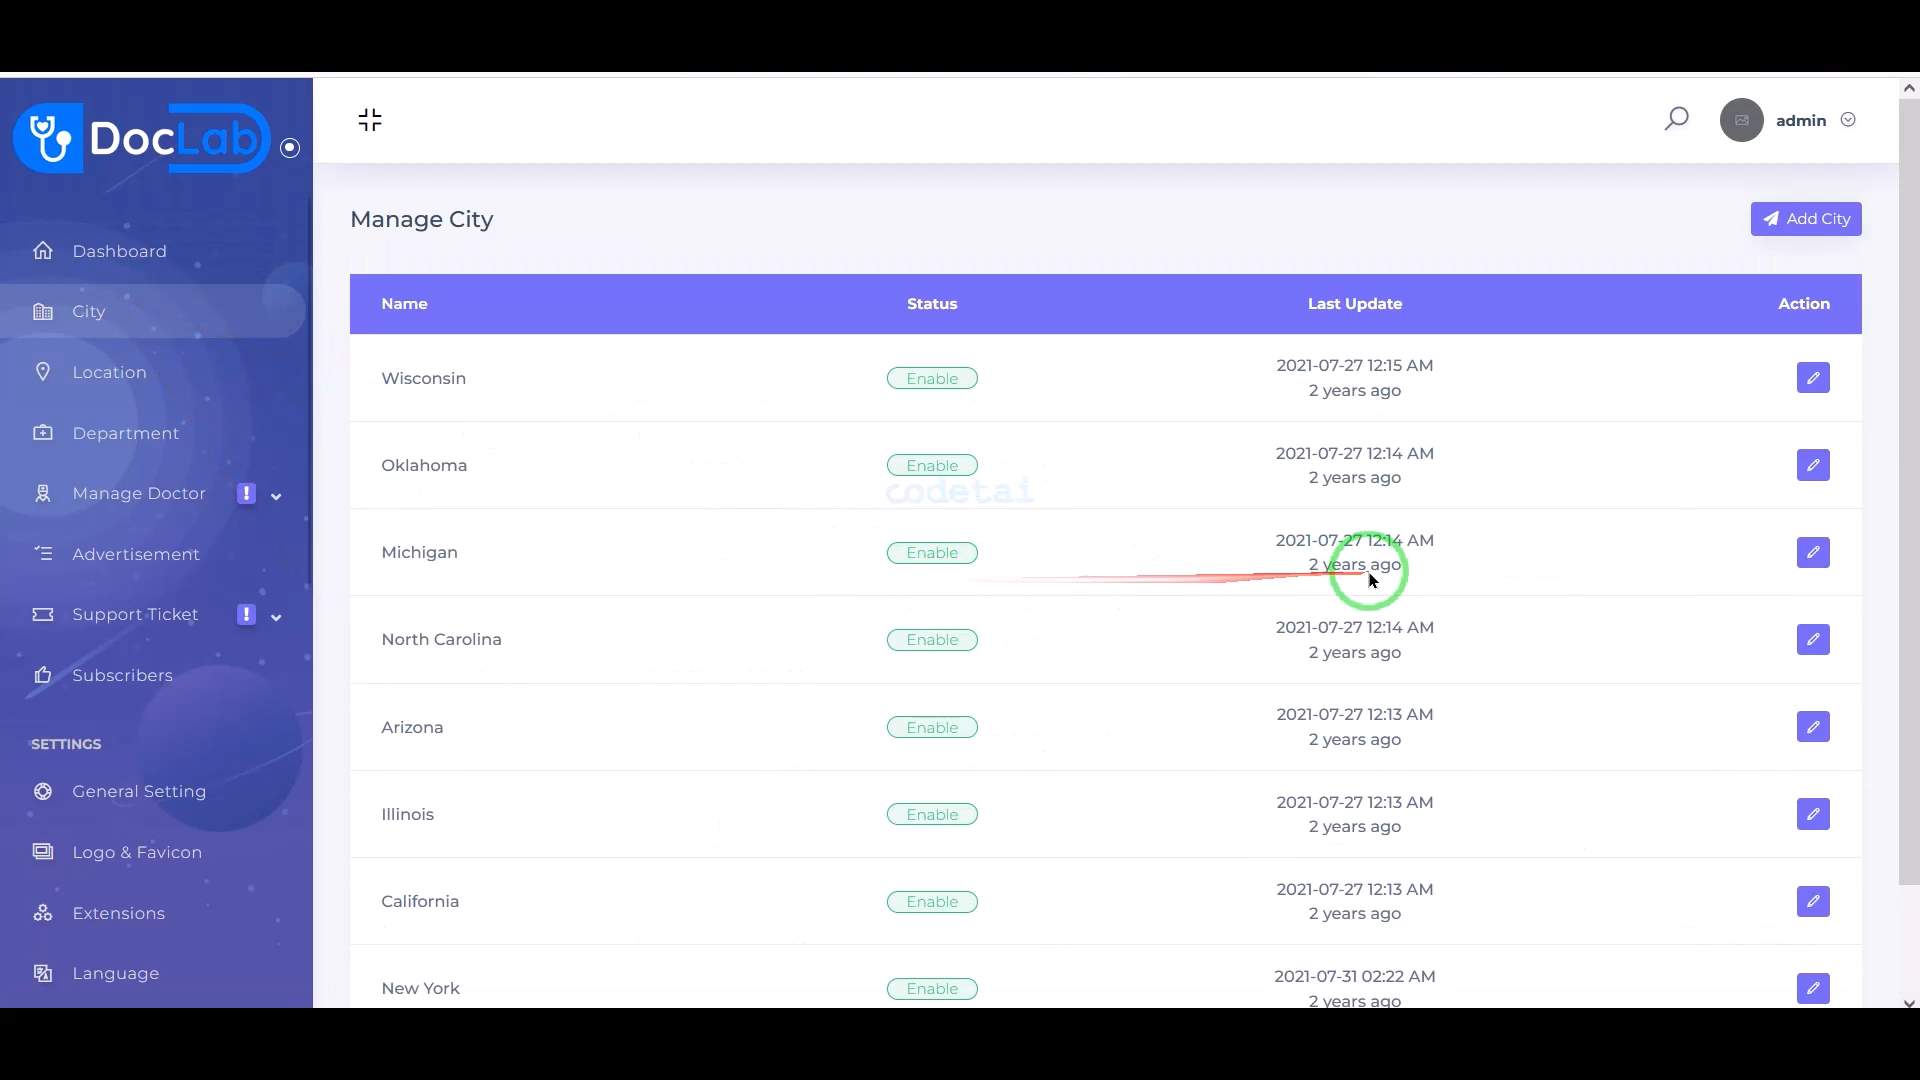 DocLab
admin
Dashboard
City
Location
Department
Manage Doctor !
Advertisement
Support Ticket !
Subscribers
SETTINGS
General Setting
Logo & Favicon
Extensions
Language
Manage City
Add City
Name Status Last Update Action
Wisconsin Enable 2021-07-27 12:15 AM
2 years ago
Oklahoma Enable 2021-07-27 12:14 AM
2 years ago
codetai
Michigan Enable 2021-07-27 12:14 AM
2 years ago
North Carolina Enable 2021-07-27 12:14 AM
2 years ago
Arizona Enable 2021-07-27 12:13 AM
2 years ago
Illinois Enable 2021-07-27 12:13 AM
2 years ago
California Enable 2021-07-27 12:13 AM
2 years ago
New York Enable 2021-07-31 02:22 AM
2 years ago